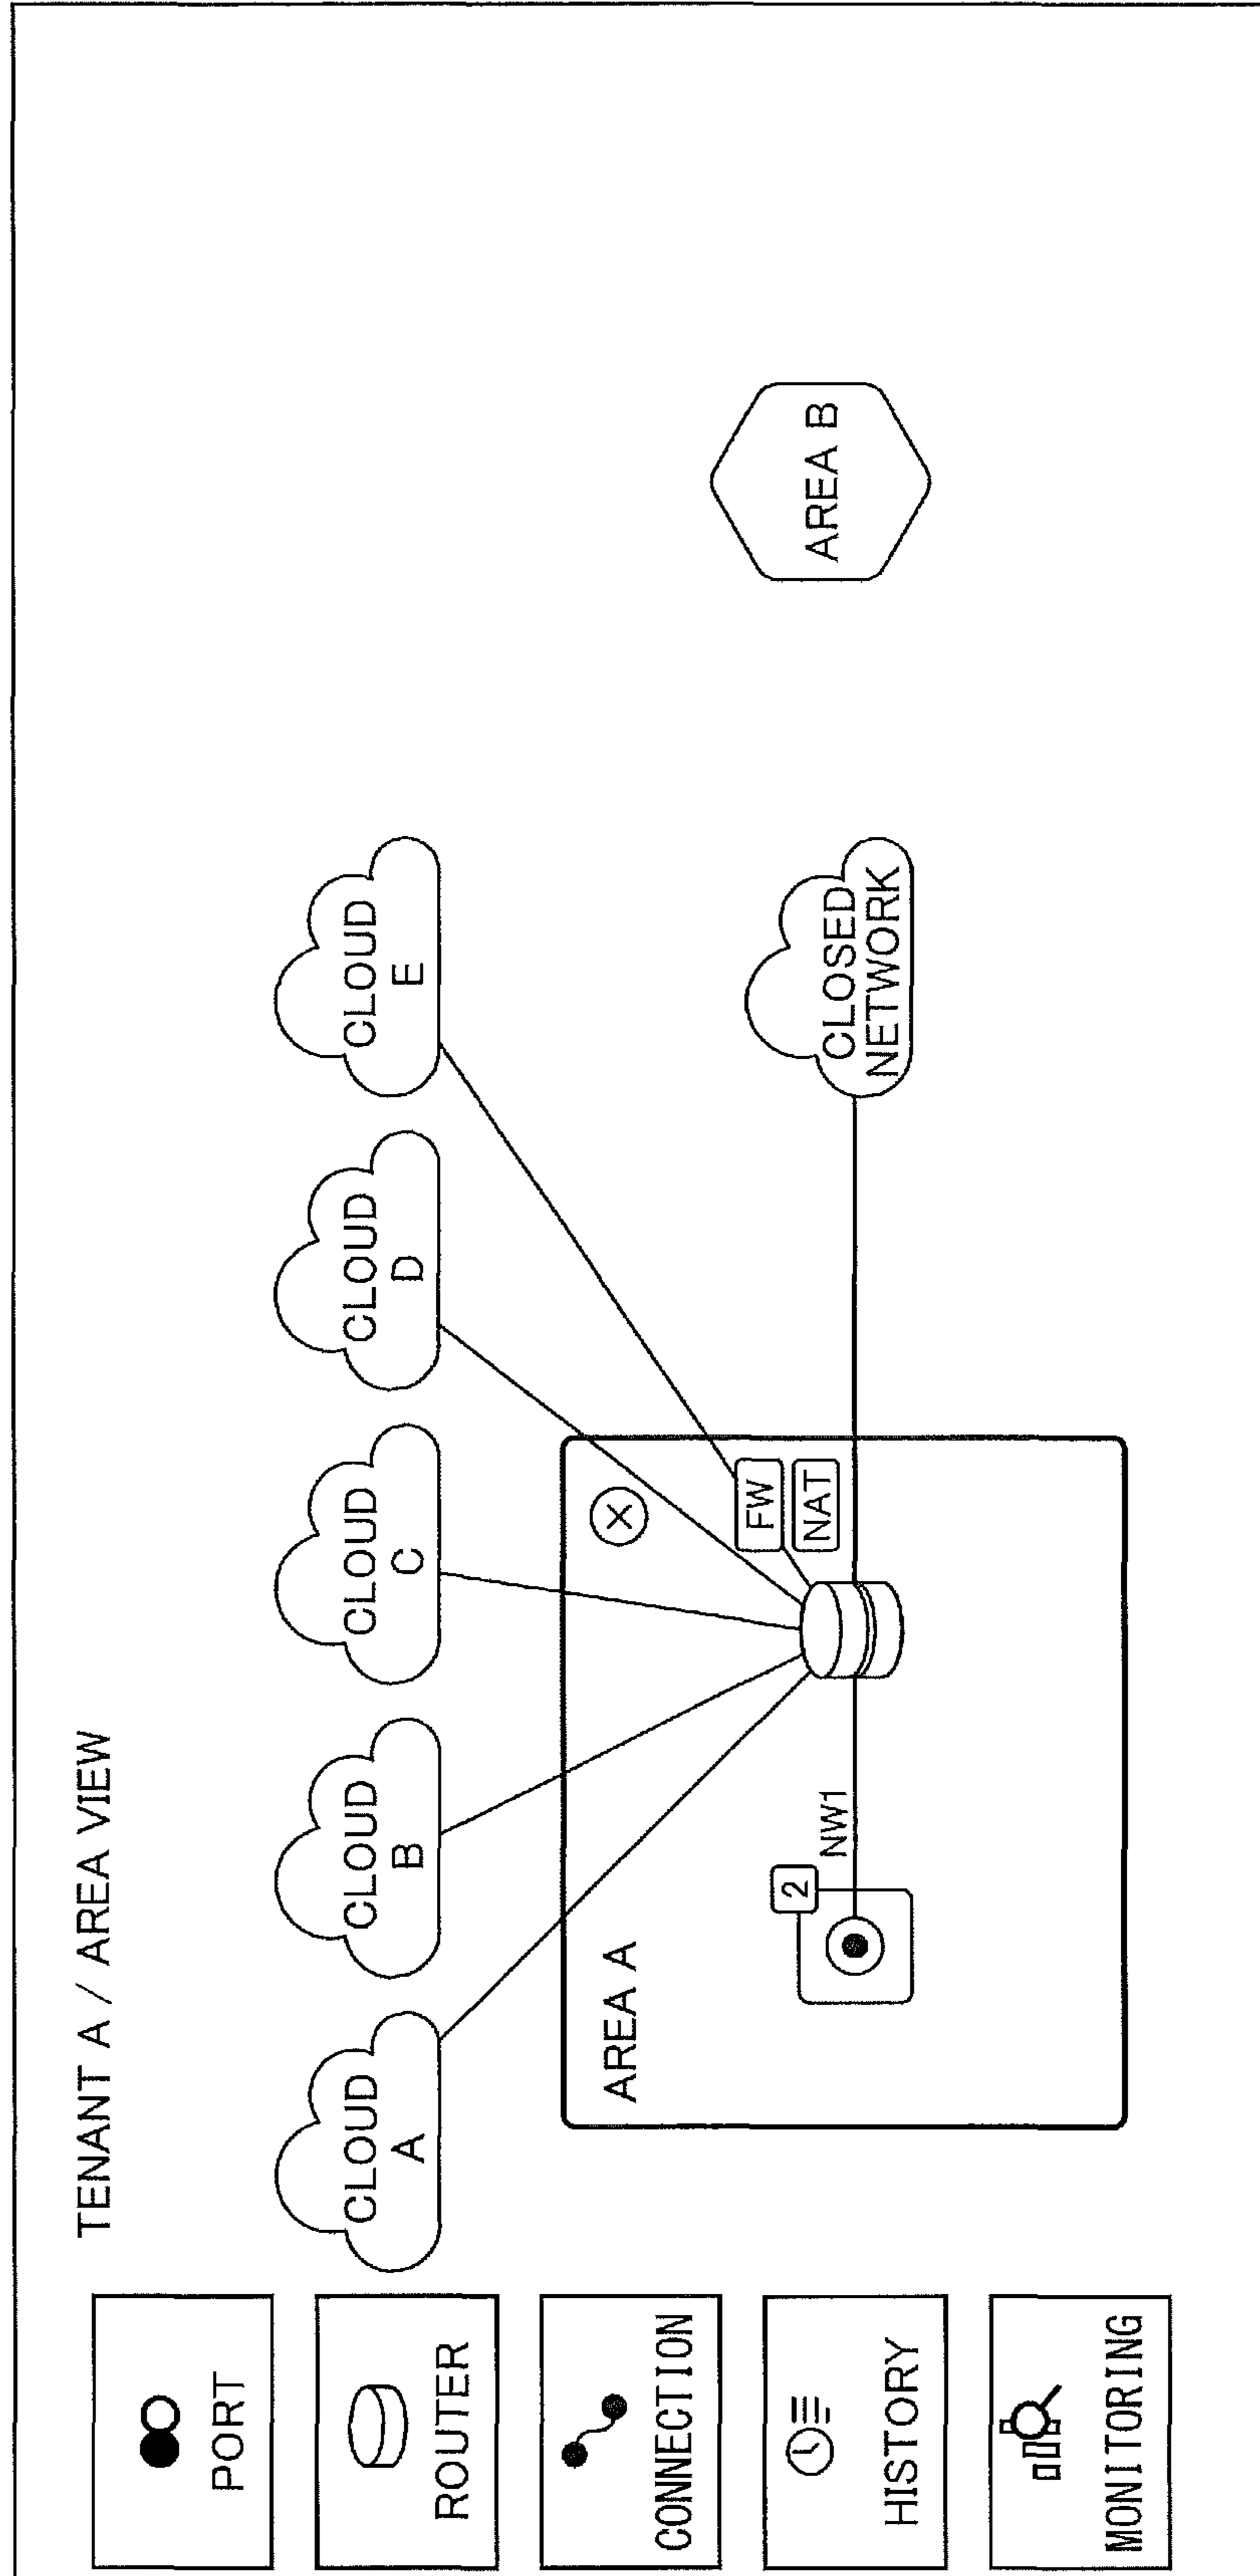 TENANT A / AREA VIEW
PORT
ROUTER
CONNECTION
HISTORY
MONITORING
CLOUD
A
CLOUD
B
CLOUD
C
CLOUD
D
CLOUD
E
AREA A
2
NW1
FW
NAT
CLOSED
NETWORK
AREA B